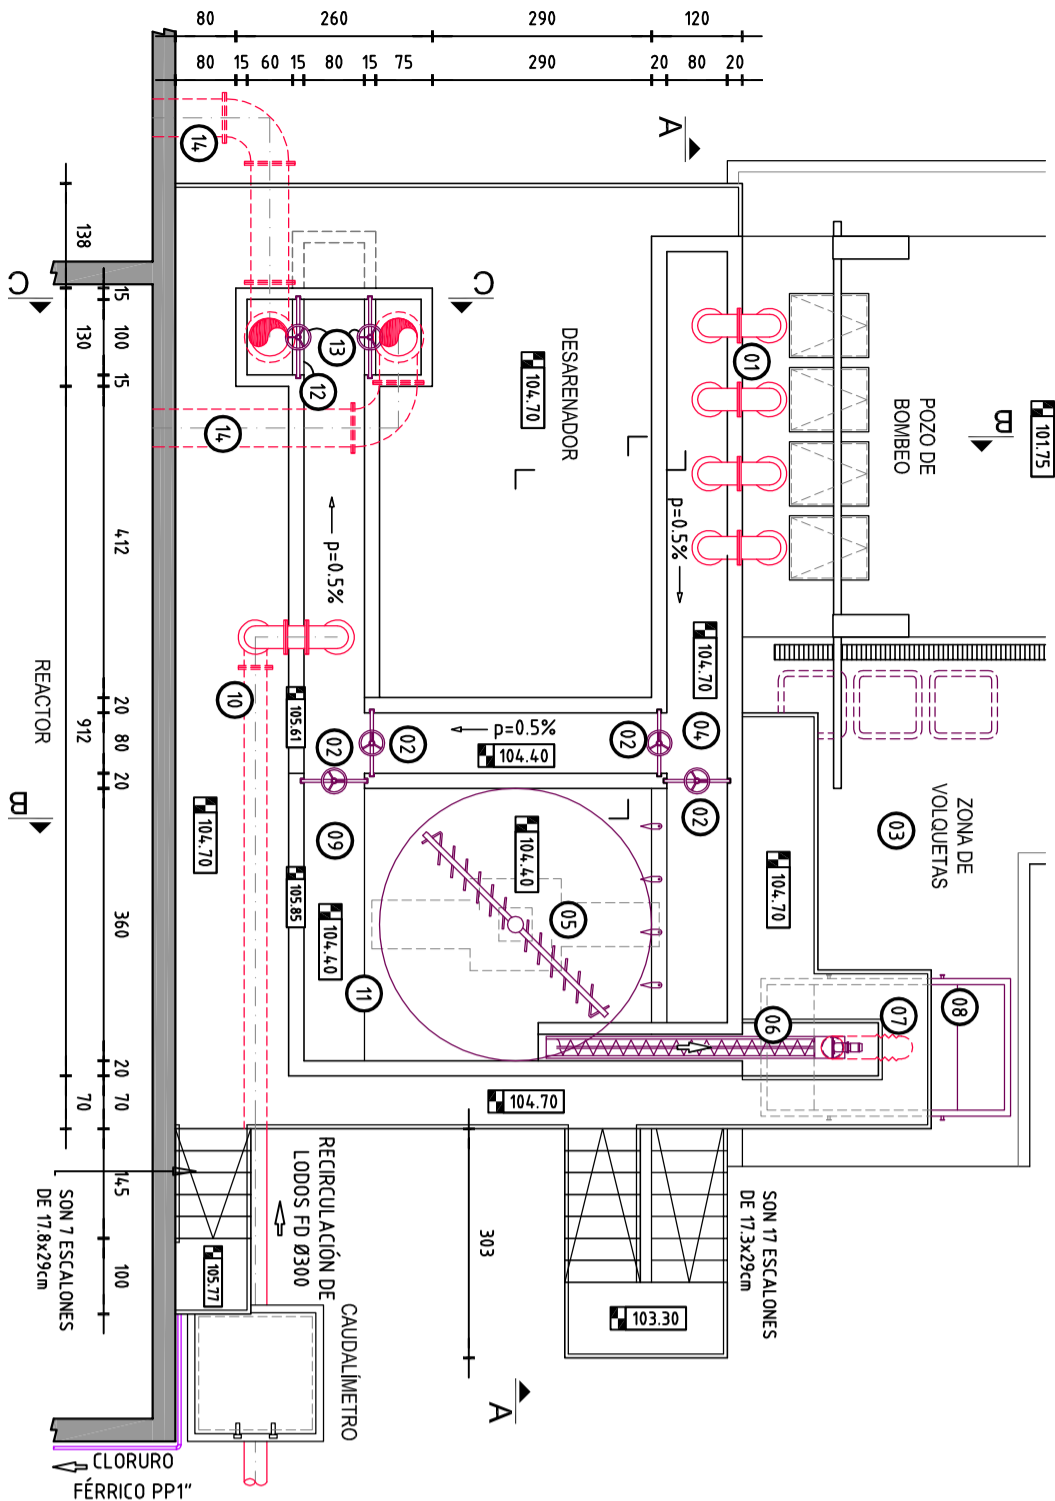 80
260
290
120
80
15
60
15
80
15
75
290
20
80
20
A
14
138
C
C
15
100
130
15
13
12
14
DESARENADOR
104.70
01
POZO DE
BOMBEO
B
101.75
412
p=0.5%
p=0.5%
104.70
REACTOR
10
105.61
20
80
912
20
02
02
p=0.5%
104.40
02
04
02
B
104.70
09
105.85
104.40
11
360
104.40
05
104.70
03
ZONA DE
VOLQUETAS
06
07
08
20
70
70
104.70
145
100
SON 7 ESCALONES
DE 17.8x29cm
105.77
RECIRCULACIÓN DE
LODOS FD Ø300
CAUDALÍMETRO
303
SON 17 ESCALONES
DE 17.3x29cm
103.30
A
CLORURO
FÉRRICO PP1"